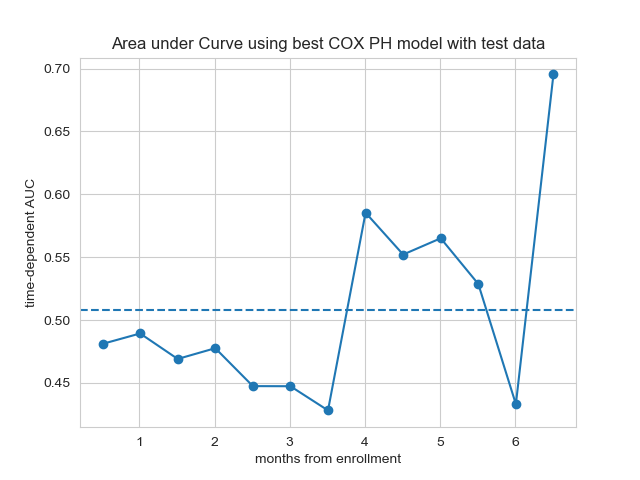 Area under Curve using best COX PH model with test data
time-dependent AUC
0.70
0.65
0.60
0.55
0.50
0.45
1 2 3 4 5 6
months from enrollment